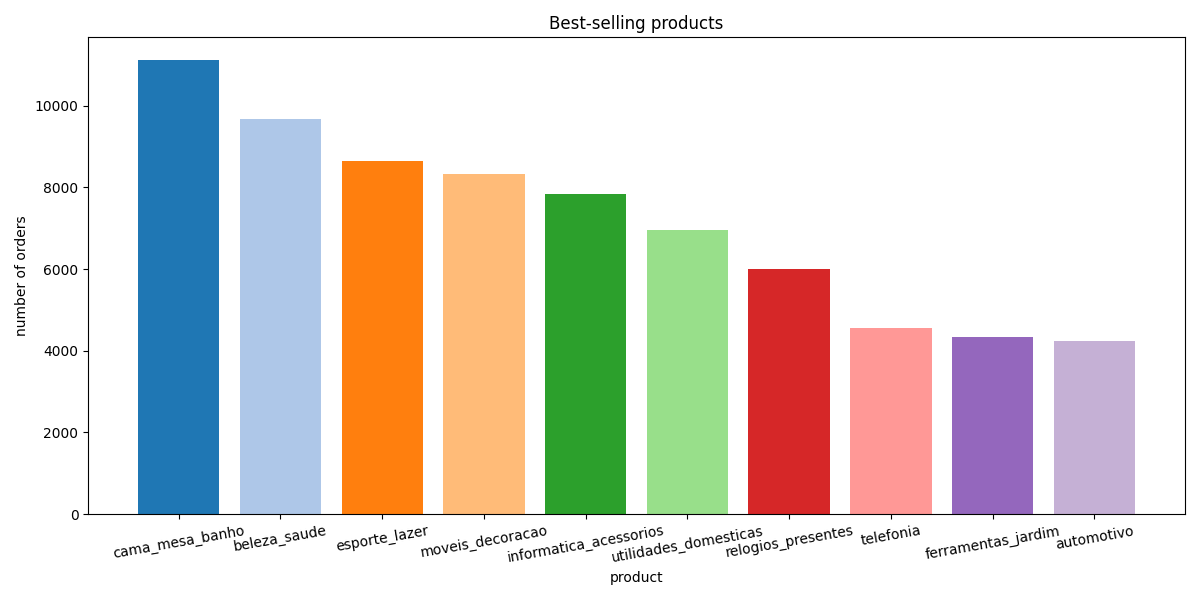 Best-selling products
number of orders
10000
8000
6000
4000
2000
0
cama_mesa_banho
beleza_saude
esporte_lazer
moveis_decoracao
informatica_acessorios
utilidades_domesticas
relogios_presentes
telefonia
ferramentas_jardim
automotivo
product